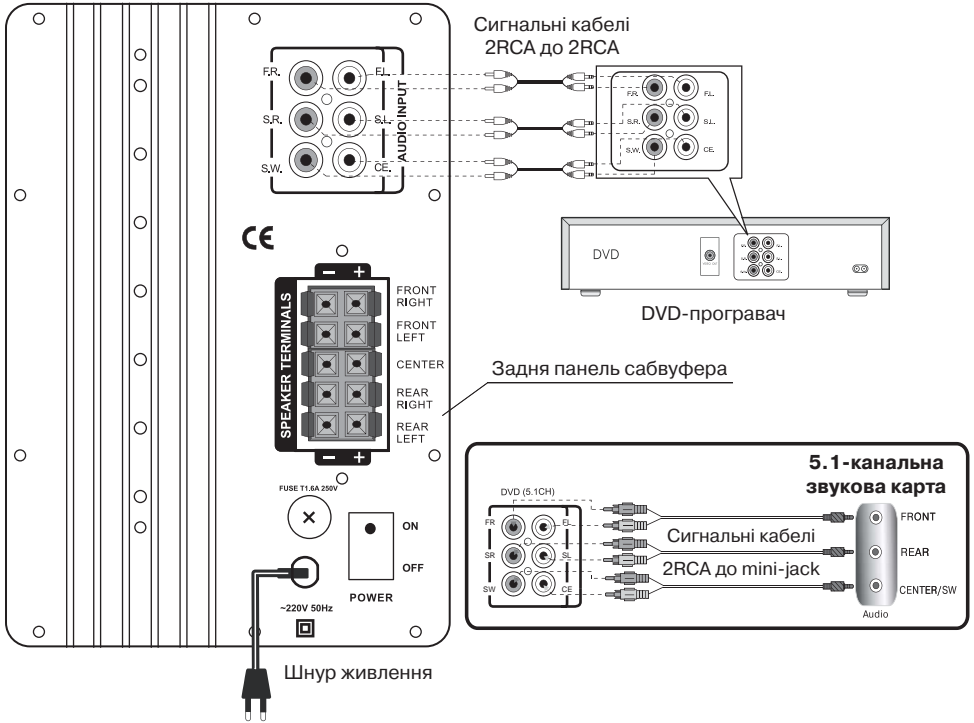 Сигнальні кабелі
2RCA до 2RCA
F.R.
F.L.
S.R.
S.L.
S.W.
CE.
AUDIO INPUT
F.R.
F.L.
S.R.
S.L.
S.W.
CE.
CE
DVD
DVD-програвач
– +
SPEAKER TERMINALS
FRONT
RIGHT
FRONT
LEFT
CENTER
REAR
RIGHT
REAR
LEFT
– +
Задня панель сабвуфера
FUSE T1.6A 250V
ON
OFF
POWER
~220V 50Hz
Шнур живлення
5.1-канальна
звукова карта
DVD (5.1CH)
FR
FL
SR
SL
SW
CE
Сигнальні кабелі
2RCA до mini-jack
FRONT
REAR
CENTER/SW
Audio